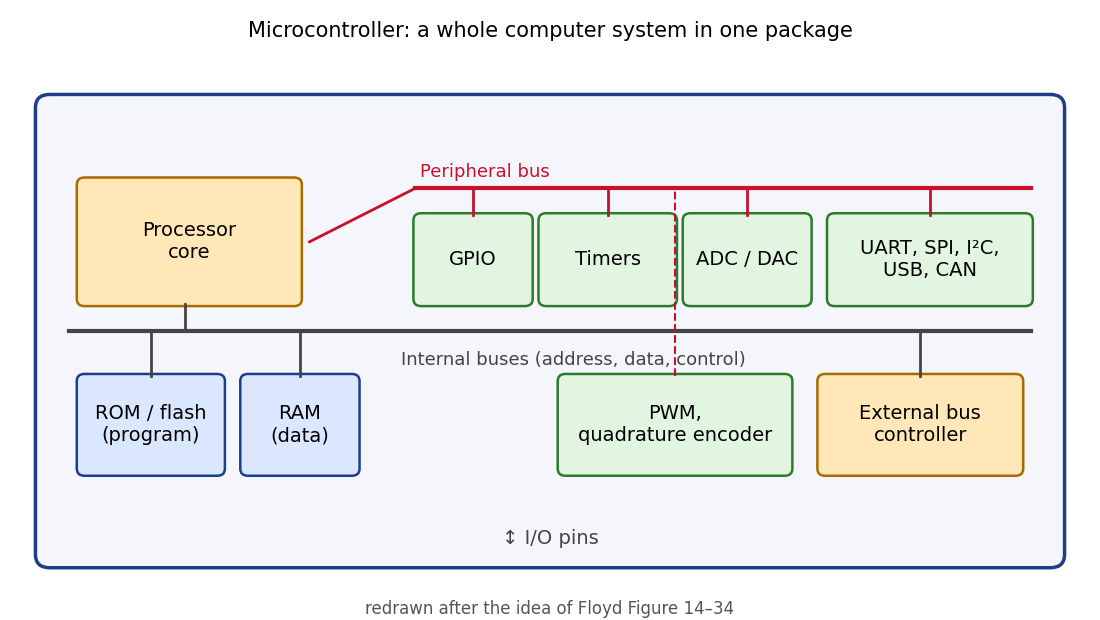 Microcontroller: a whole computer system in one package
Peripheral bus
Processor
core
GPIO
Timers
ADC / DAC
UART, SPI, I²C,
USB, CAN
Internal buses (address, data, control)
ROM / flash
(program)
RAM
(data)
PWM,
quadrature encoder
External bus
controller
↕ I/O pins
redrawn after the idea of Floyd Figure 14–34